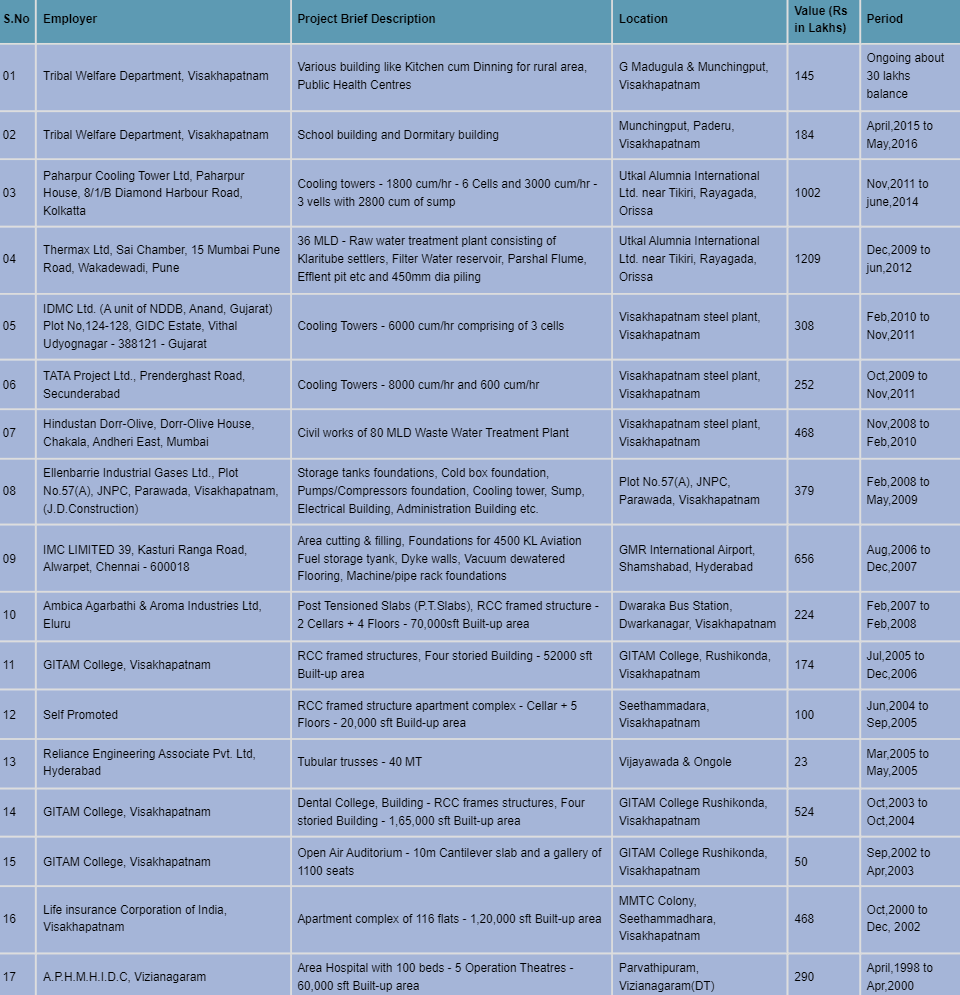 S.No Employer Project Brief Description Location Value (Rs in Lakhs) Period
01 Tribal Welfare Department, Visakhapatnam
Various building like Kitchen cum Dinning for rural area,
Public Health Centres
G Madugula & Munchingput,
Visakhapatnam
145
Ongoing about
30 lakhs
balance
02 Tribal Welfare Department, Visakhapatnam
School building and Dormitary building
Munchingput, Paderu,
Visakhapatnam
184
April,2015 to
May,2016
03
Paharpur Cooling Tower Ltd, Paharpur
House, 8/1/B Diamond Harbour Road,
Kolkatta
Cooling towers - 1800 cum/hr - 6 Cells and 3000 cum/hr -
3 vells with 2800 cum of sump
Utkal Alumnia International
Ltd. near Tikiri, Rayagada,
Orissa
1002
Nov,2011 to
june,2014
04
Thermax Ltd, Sai Chamber, 15 Mumbai Pune
Road, Wakadewadi, Pune
36 MLD - Raw water treatment plant consisting of
Klaritube settlers, Filter Water reservoir, Parshal Flume,
Efflent pit etc and 450mm dia piling
Utkal Alumnia International
Ltd. near Tikiri, Rayagada,
Orissa
1209
Dec,2009 to
jun,2012
05
IDMC Ltd. (A unit of NDDB, Anand, Gujarat)
Plot No,124-128, GIDC Estate, Vithal
Udyognagar - 388121 - Gujarat
Cooling Towers - 6000 cum/hr comprising of 3 cells
Visakhapatnam steel plant,
Visakhapatnam
308
Feb,2010 to
Nov,2011
06
TATA Project Ltd., Prenderghast Road,
Secunderabad
Cooling Towers - 8000 cum/hr and 600 cum/hr
Visakhapatnam steel plant,
Visakhapatnam
252
Oct,2009 to
Nov,2011
07
Hindustan Dorr-Olive, Dorr-Olive House,
Chakala, Andheri East, Mumbai
Civil works of 80 MLD Waste Water Treatment Plant
Visakhapatnam steel plant,
Visakhapatnam
468
Nov,2008 to
Feb,2010
08
Ellenbarrie Industrial Gases Ltd., Plot
No.57(A), JNPC, Parawada, Visakhapatnam,
(J.D.Construction)
Storage tanks foundations, Cold box foundation,
Pumps/Compressors foundation, Cooling tower, Sump,
Electrical Building, Administration Building etc.
Plot No.57(A), JNPC,
Parawada, Visakhapatnam
379
Feb,2008 to
May,2009
09
IMC LIMITED 39, Kasturi Ranga Road,
Alwarpet, Chennai - 600018
Area cutting & filling, Foundations for 4500 KL Aviation
Fuel storage tyank, Dyke walls, Vacuum dewatered
Flooring, Machine/pipe rack foundations
GMR International Airport,
Shamshabad, Hyderabad
656
Aug,2006 to
Dec,2007
10
Ambica Agarbathi & Aroma Industries Ltd,
Eluru
Post Tensioned Slabs (P.T.Slabs), RCC framed structure -
2 Cellars + 4 Floors - 70,000sft Built-up area
Dwaraka Bus Station,
Dwarkanagar, Visakhapatnam
224
Feb,2007 to
Feb,2008
11 GITAM College, Visakhapatnam
RCC framed structures, Four storied Building - 52000 sft
Built-up area
GITAM College, Rushikonda,
Visakhapatnam
174
Jul,2005 to
Dec,2006
12 Self Promoted
RCC framed structure apartment complex - Cellar + 5
Floors - 20,000 sft Build-up area
Seethammadara,
Visakhapatnam
100
Jun,2004 to
Sep,2005
13
Reliance Engineering Associate Pvt. Ltd,
Hyderabad
Tubular trusses - 40 MT
Vijayawada & Ongole
23
Mar,2005 to
May,2005
14 GITAM College, Visakhapatnam
Dental College, Building - RCC frames structures, Four
storied Building - 1,65,000 sft Built-up area
GITAM College Rushikonda,
Visakhapatnam
524
Oct,2003 to
Oct,2004
15 GITAM College, Visakhapatnam
Open Air Auditorium - 10m Cantilever slab and a gallery of
1100 seats
GITAM College Rushikonda,
Visakhapatnam
50
Sep,2002 to
Apr,2003
16
Life insurance Corporation of India,
Visakhapatnam
Apartment complex of 116 flats - 1,20,000 sft Built-up area
MMTC Colony,
Seethammadhara,
Visakhapatnam
468
Oct,2000 to
Dec, 2002
17 A.P.H.M.H.I.D.C, Vizianagaram
Area Hospital with 100 beds - 5 Operation Theatres -
60,000 sft Built-up area
Parvathipuram,
Vizianagaram(DT)
290
April,1998 to
Apr,2000